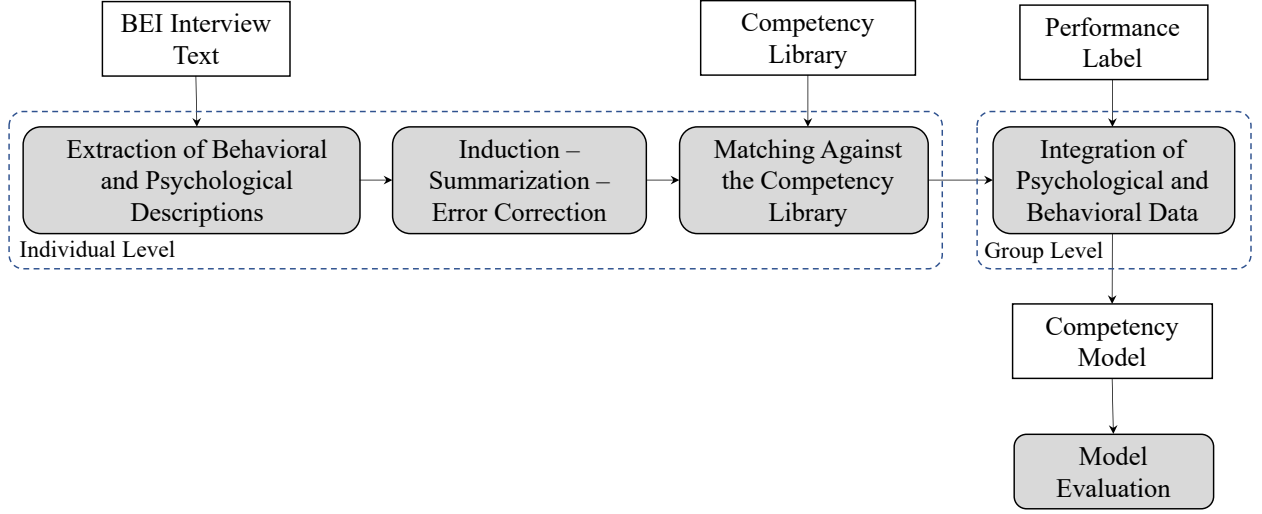 BEI Interview
Text
Competency
Library
Performance
Label
Extraction of Behavioral
and Psychological
Descriptions
Induction –
Summarization –
Error Correction
Matching Against
the Competency
Library
Integration of
Psychological and
Behavioral Data
Individual Level
Group Level
Competency
Model
Model
Evaluation